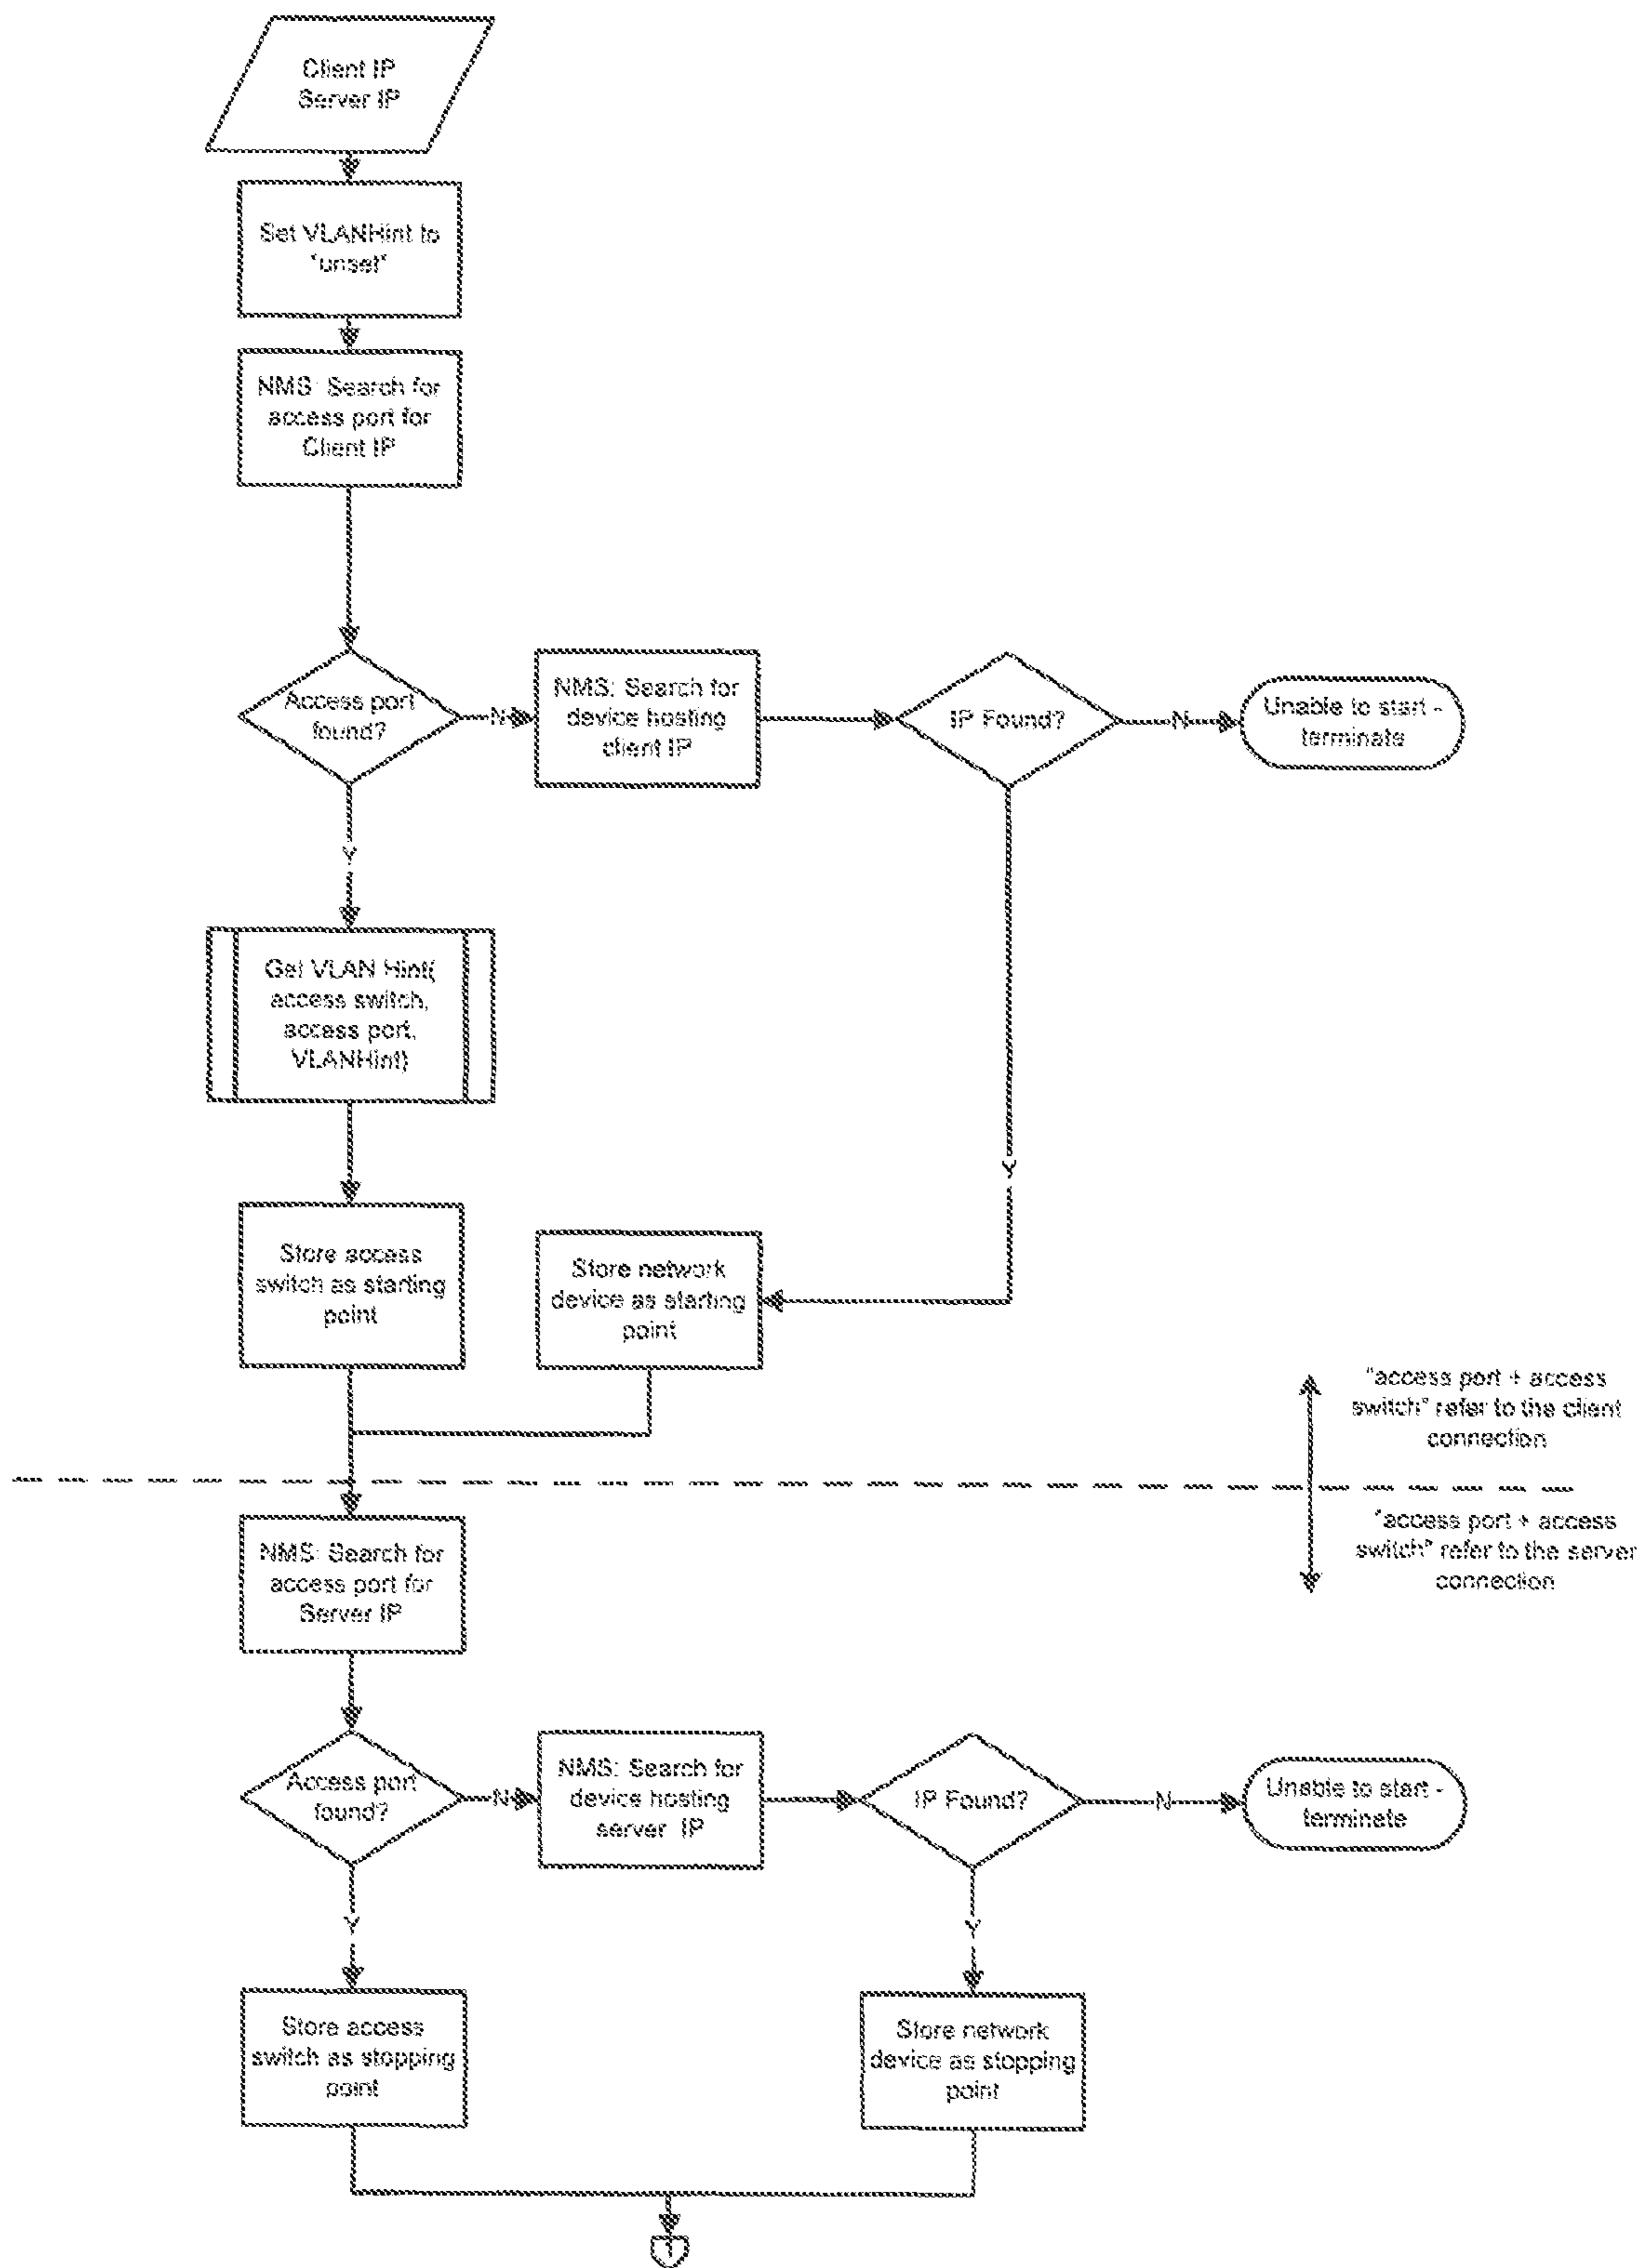 Client IP
Server IP
Set VLANHint to
"unset"
NMS: Search for
access port for
Client IP
Access port
found?
N
NMS: Search for
device hosting
client IP
IP Found?
N
Unable to start -
terminate
Y
Get VLAN Hint(
access switch,
access port,
VLANHint)
Y
Store access
switch as starting
point
Store network
device as starting
point
"access port + access
switch" refer to the client
connection
"access port + access
switch" refer to the server
connection
NMS: Search for
access port for
Server IP
Access port
found?
N
NMS: Search for
device hosting
server IP
IP Found?
N
Unable to start -
terminate
Y
Y
Store access
switch as stopping
point
Store network
device as stopping
point
1